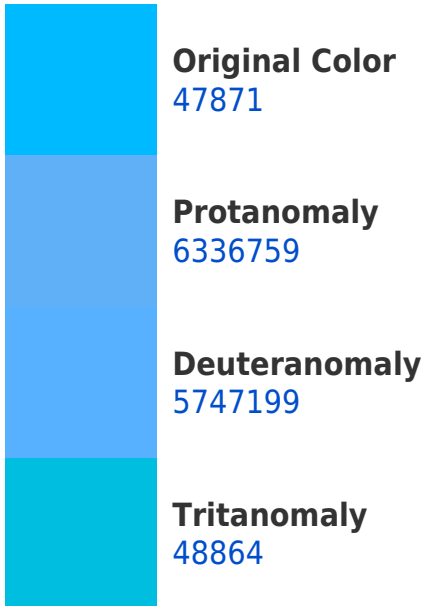 Original Color
47871
Protanomaly
6336759
Deuteranomaly
5747199
Tritanomaly
48864